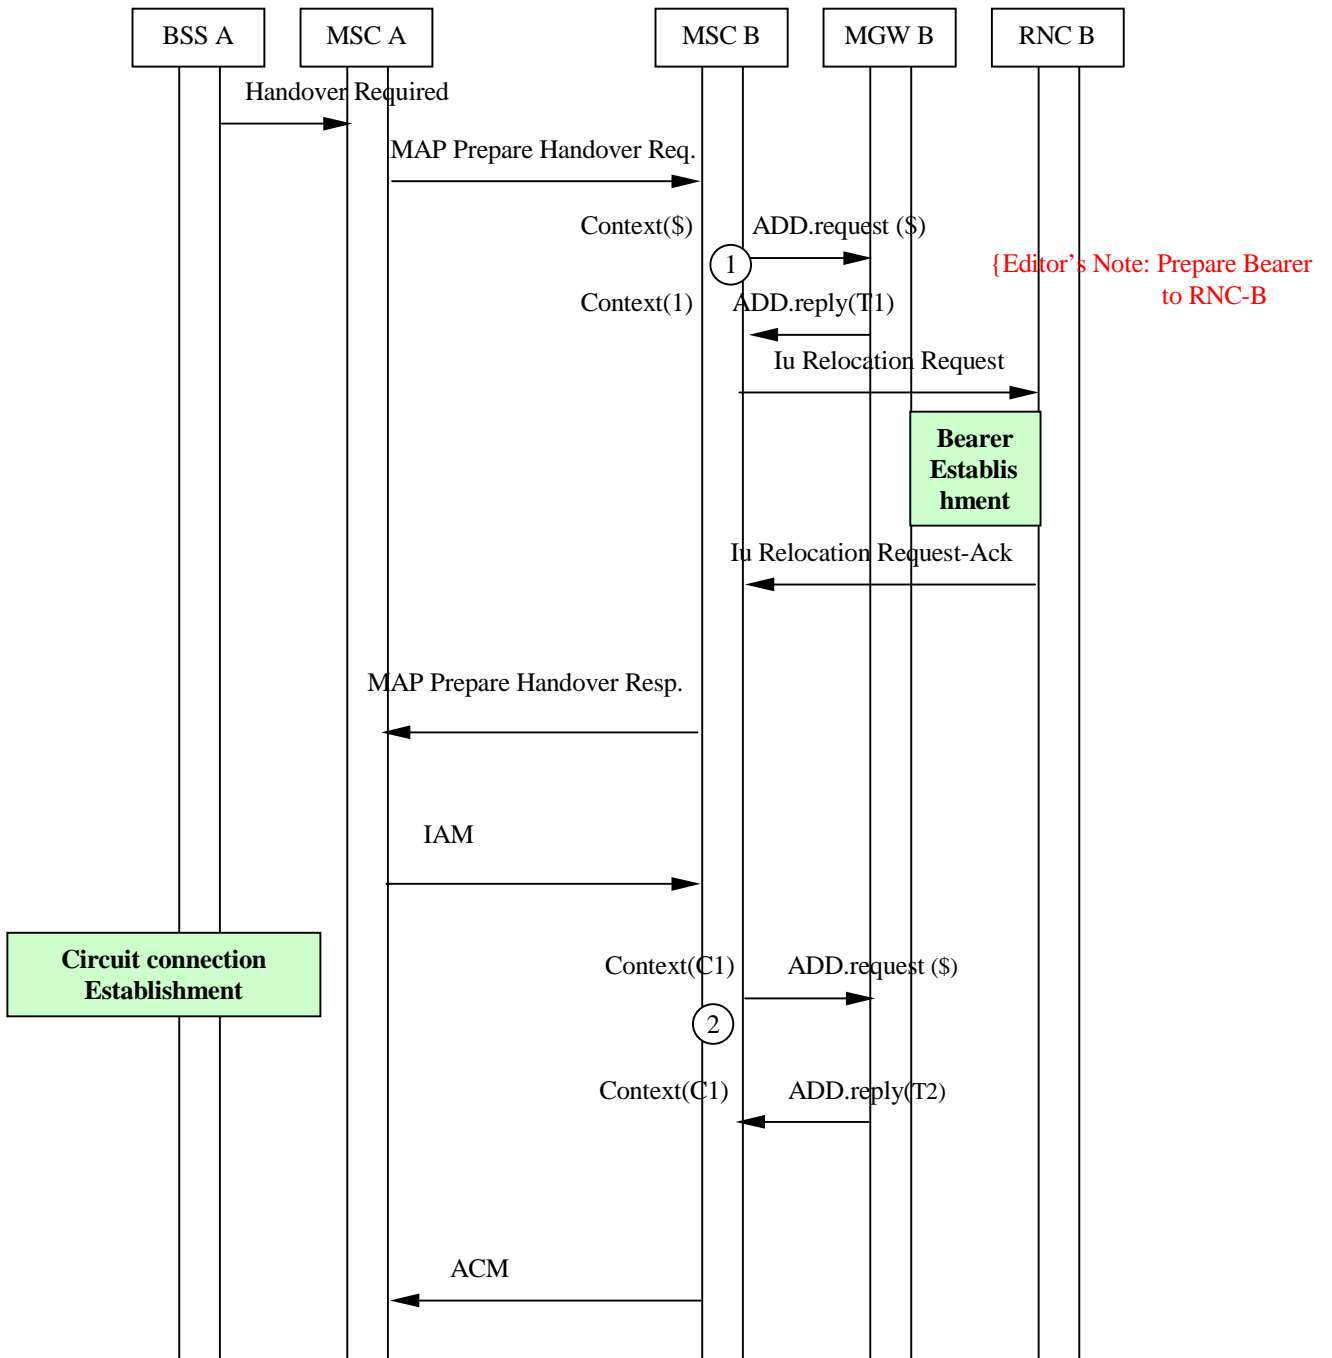 BSS A
MSC A
MSC B
MGW B
RNC B
Handover Required
MAP Prepare Handover Req.
Context($)
ADD.request ($)
1
{Editor’s Note: Prepare Bearer
to RNC-B
Context(1)
ADD.reply(T1)
Iu Relocation Request
Bearer
Establis
hment
Iu Relocation Request-Ack
MAP Prepare Handover Resp.
IAM
Circuit connection
Establishment
Context(C1)
ADD.request ($)
2
Context(C1)
ADD.reply(T2)
ACM